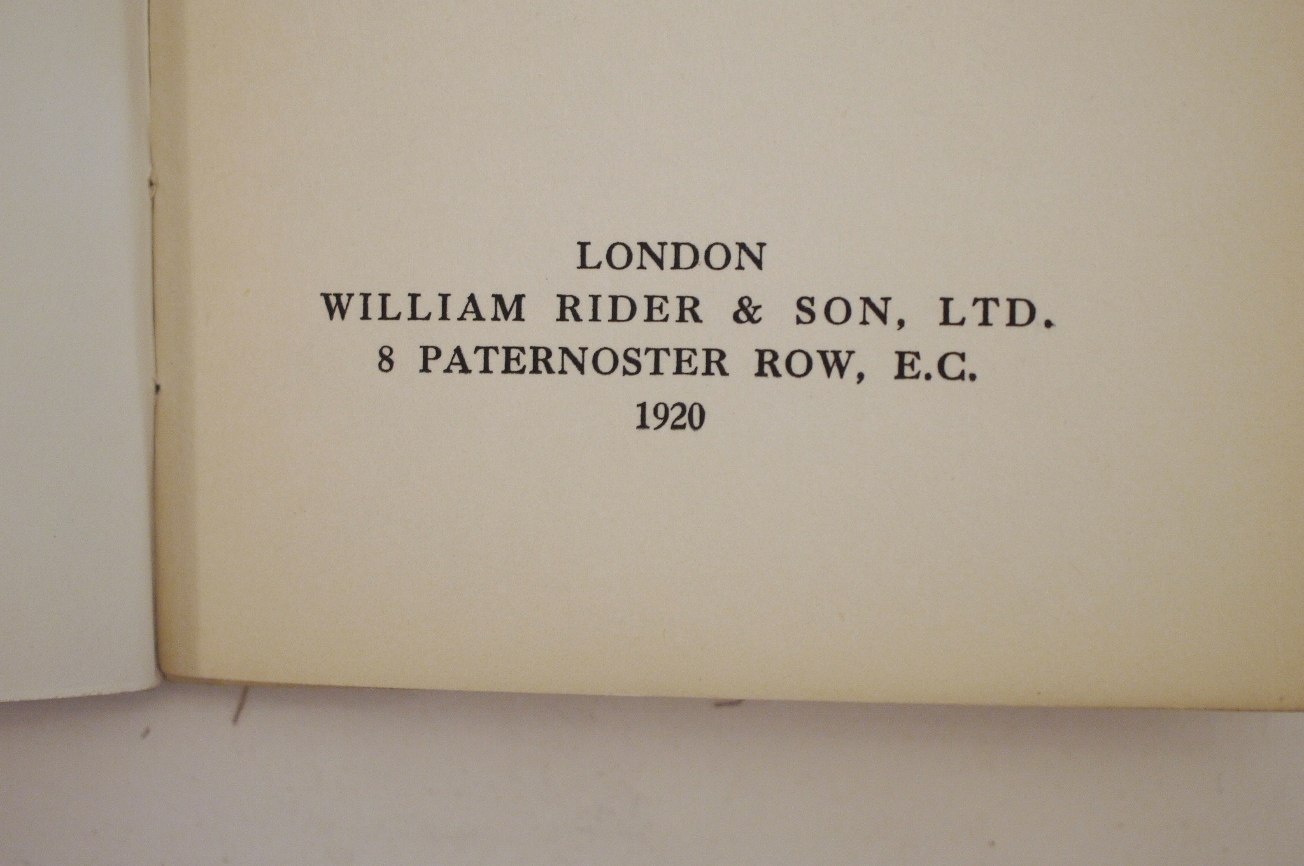 LONDON
WILLIAM RIDER & SON, LTD.
8 PATERNOSTER ROW, E.C.
1920